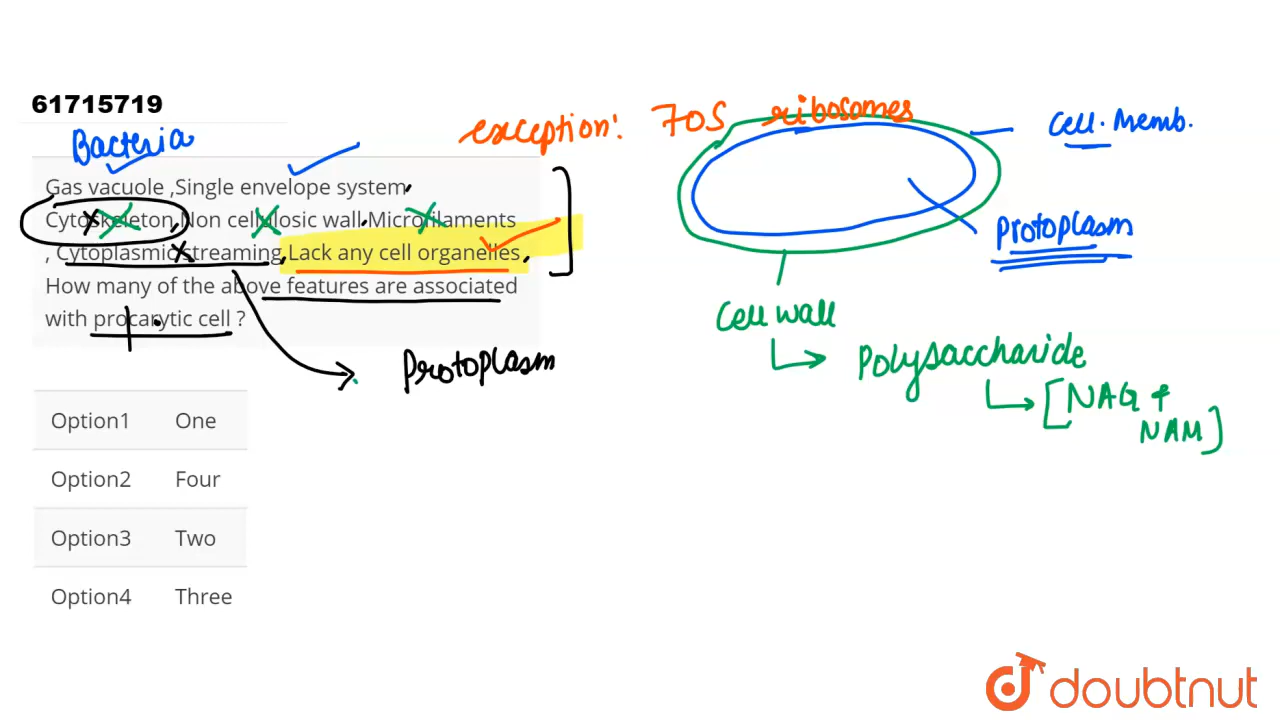 61715719
Bacteria
exception: 70S ribosomes
Cell. Memb.
Gas vacuole ,Single envelope system,
Cytoskeleton,Non cellulosic wall,Microfilaments
, Cytoplasmic streaming,Lack any cell organelles,
How many of the above features are associated
with procarytic cell ?
Protoplasm
Cell wall
Polysaccharide
[NAG +
NAM]
Protoplasm
Option1 One
Option2 Four
Option3 Two
Option4 Three
doubtnut